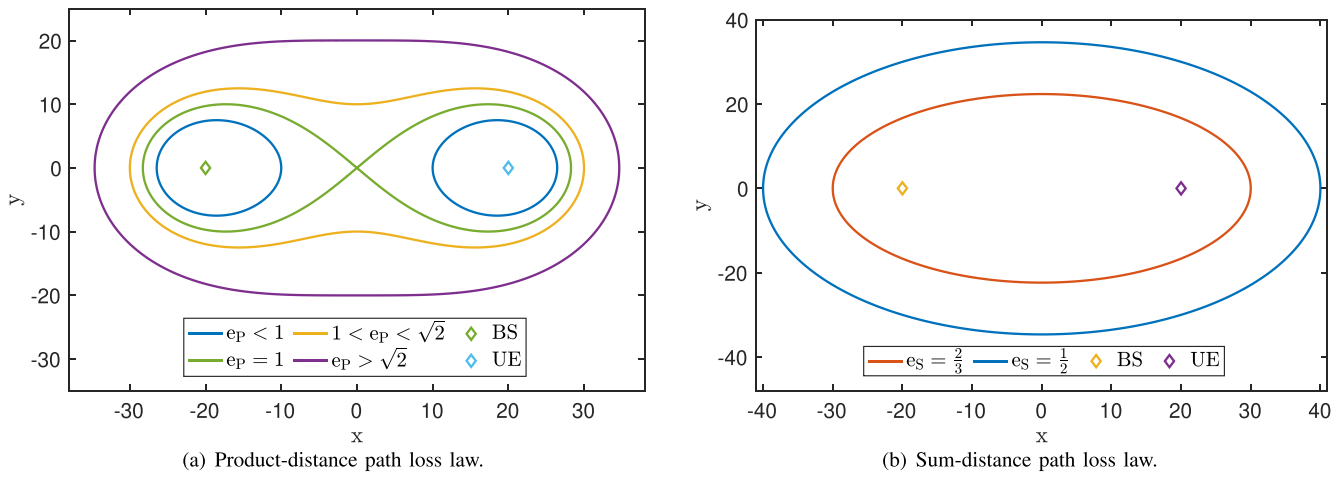 20
10
0
-10
-20
-30
y
e_P < 1
1 < e_P < √2
BS
e_P = 1
e_P > √2
UE
-30 -20 -10 0 10 20 30
x
(a) Product-distance path loss law.
40
20
0
-20
-40
y
e_S = 2/3
e_S = 1/2
BS
UE
-40 -30 -20 -10 0 10 20 30 40
x
(b) Sum-distance path loss law.